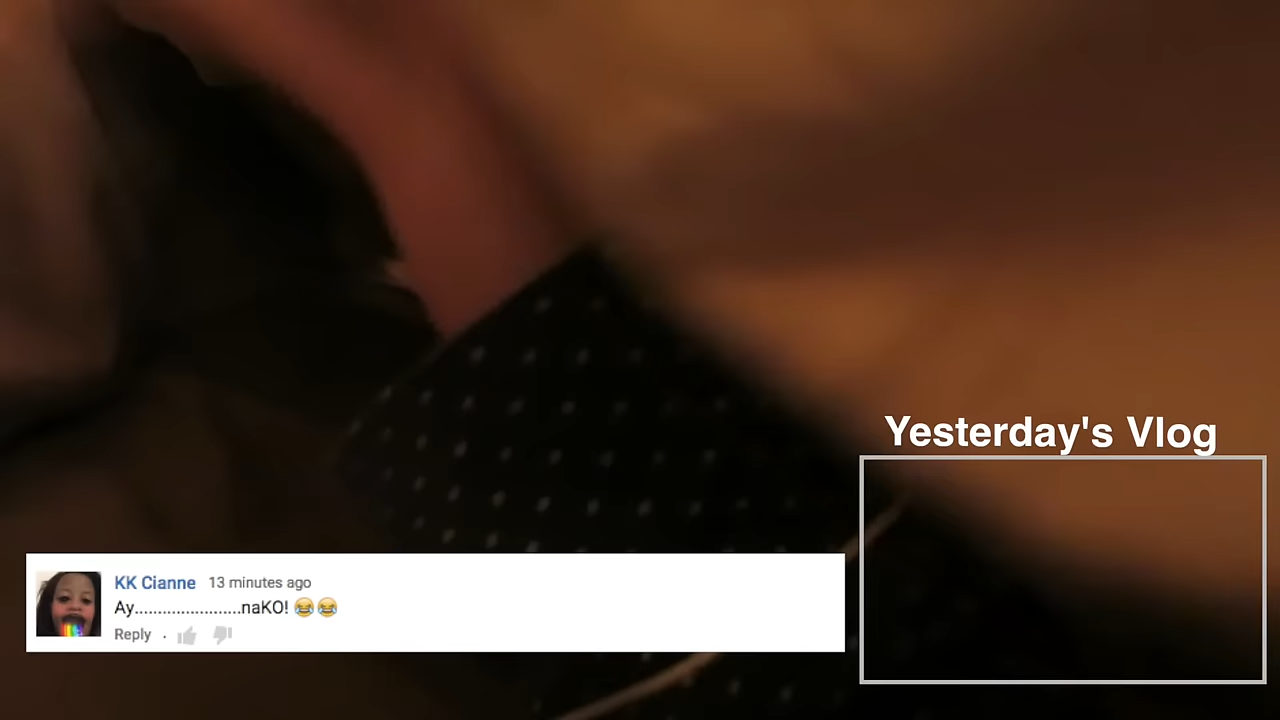 Yesterday's Vlog
KK Cianne 13 minutes ago
Ay.......................naKO! 😂😂
Reply .